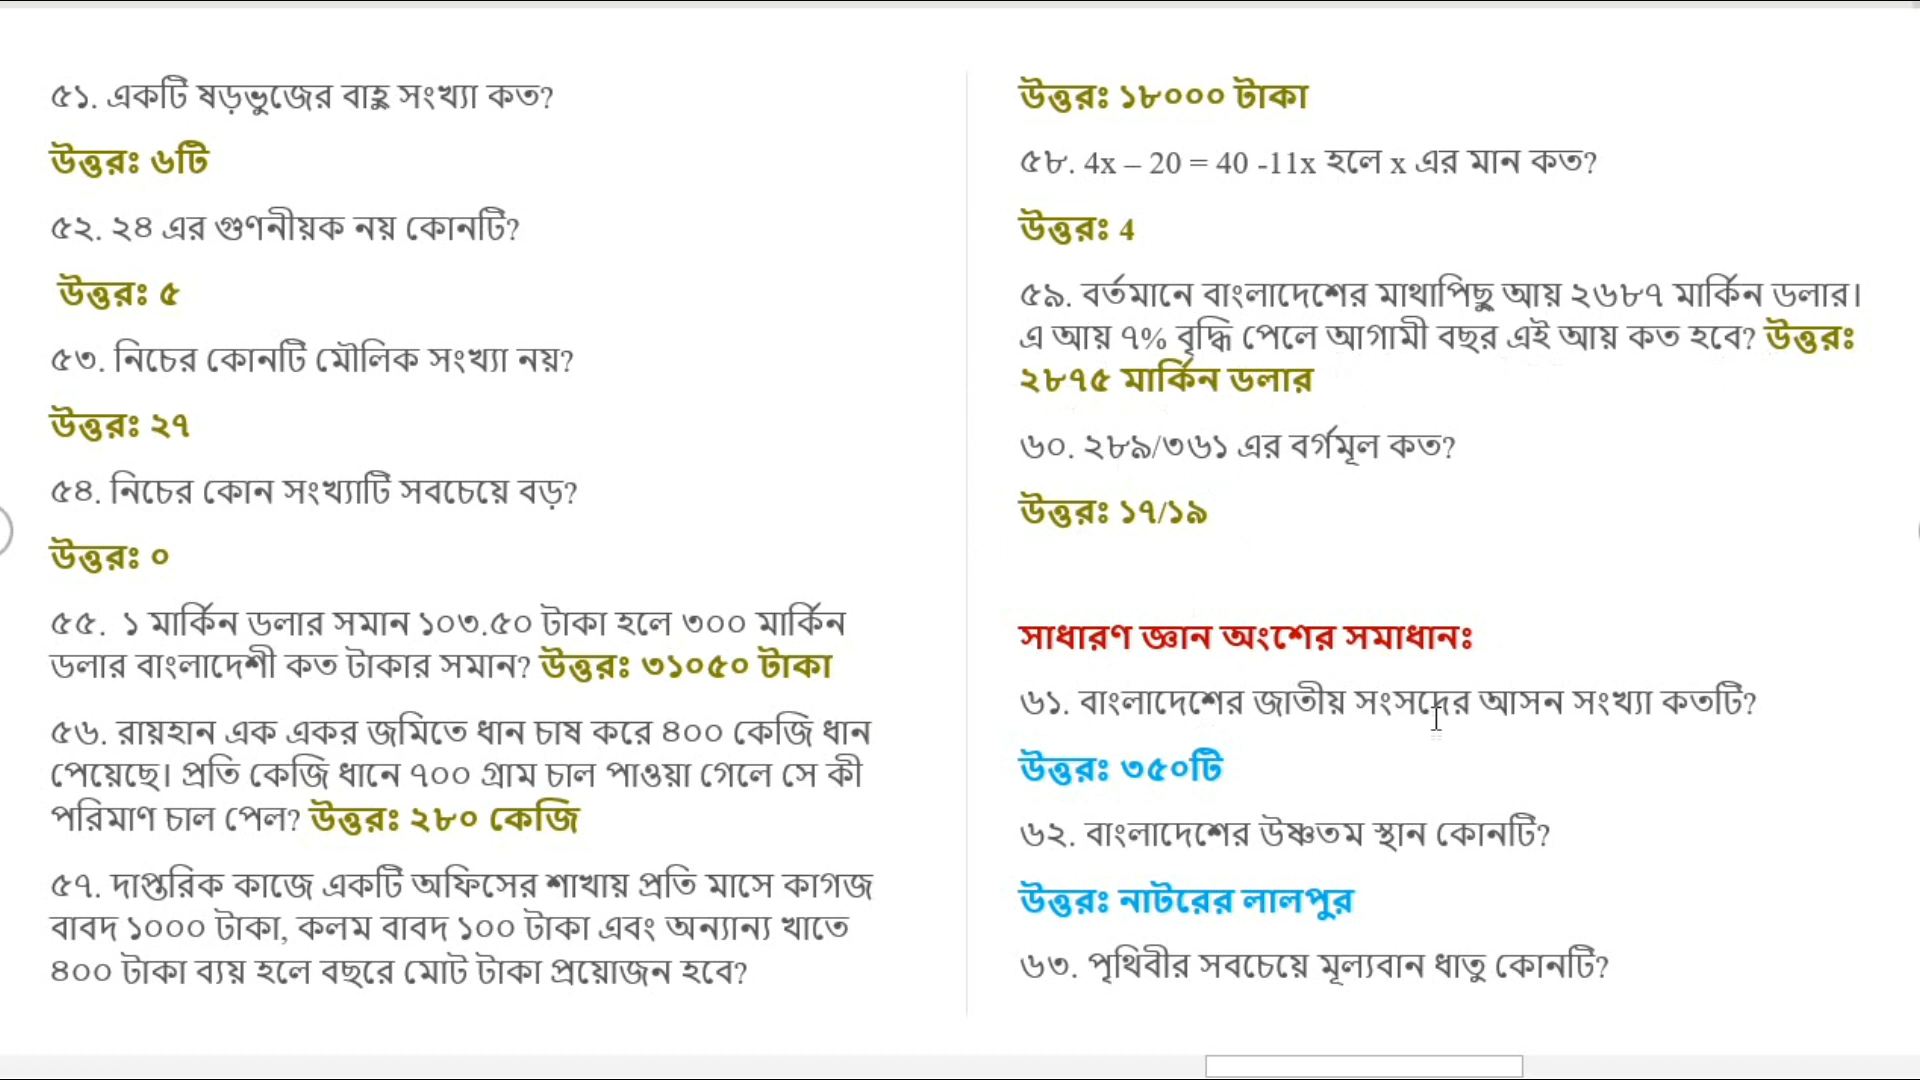 ৫১. একটি ষড়ভুজের বাহু সংখ্যা কত?
উত্তরঃ ৬টি
৫২. ২৪ এর গুণনীয়ক নয় কোনটি?
উত্তরঃ ৫
৫৩. নিচের কোনটি মৌলিক সংখ্যা নয়?
উত্তরঃ ২৭
৫৪. নিচের কোন সংখ্যাটি সবচেয়ে বড়?
উত্তরঃ ০
৫৫. ১ মার্কিন ডলার সমান ১০৩.৫০ টাকা হলে ৩০০ মার্কিন
ডলার বাংলাদেশী কত টাকার সমান? উত্তরঃ ৩১০৫০ টাকা
৫৬. রায়হান এক একর জমিতে ধান চাষ করে ৪০০ কেজি ধান
পেয়েছে। প্রতি কেজি ধানে ৭০০ গ্রাম চাল পাওয়া গেলে সে কী
পরিমাণ চাল পেল? উত্তরঃ ২৮০ কেজি
৫৭. দাপ্তরিক কাজে একটি অফিসের শাখায় প্রতি মাসে কাগজ
বাবদ ১০০০ টাকা, কলম বাবদ ১০০ টাকা এবং অন্যান্য খাতে
৪০০ টাকা ব্যয় হলে বছরে মোট টাকা প্রয়োজন হবে?
উত্তরঃ ১৮০০০ টাকা
৫৮. 4x – 20 = 40 -11x হলে x এর মান কত?
উত্তরঃ 4
৫৯. বর্তমানে বাংলাদেশের মাথাপিছু আয় ২৬৮৭ মার্কিন ডলার।
এ আয় ৭% বৃদ্ধি পেলে আগামী বছর এই আয় কত হবে? উত্তরঃ
২৮৭৫ মার্কিন ডলার
৬০. ২৮৯/৩৬১ এর বর্গমূল কত?
উত্তরঃ ১৭/১৯
সাধারণ জ্ঞান অংশের সমাধানঃ
৬১. বাংলাদেশের জাতীয় সংসদের আসন সংখ্যা কতটি?
উত্তরঃ ৩৫০টি
৬২. বাংলাদেশের উষ্ণতম স্থান কোনটি?
উত্তরঃ নাটরের লালপুর
৬৩. পৃথিবীর সবচেয়ে মূল্যবান ধাতু কোনটি?